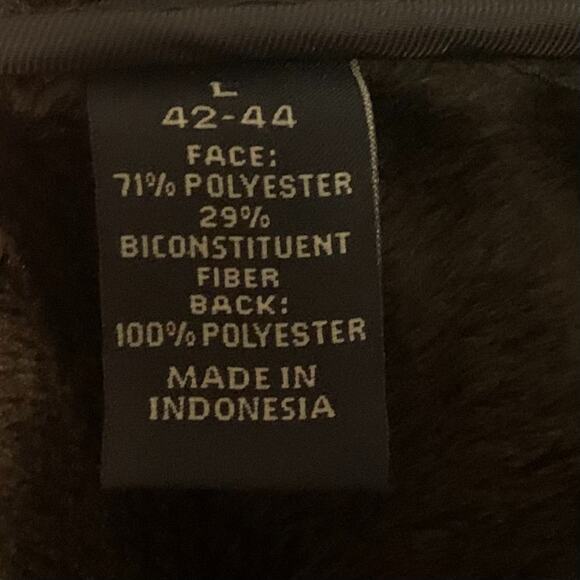 L
42-44
FACE:
71% POLYESTER
29%
BICONSTITUENT
FIBER
BACK:
100% POLYESTER
MADE IN
INDONESIA